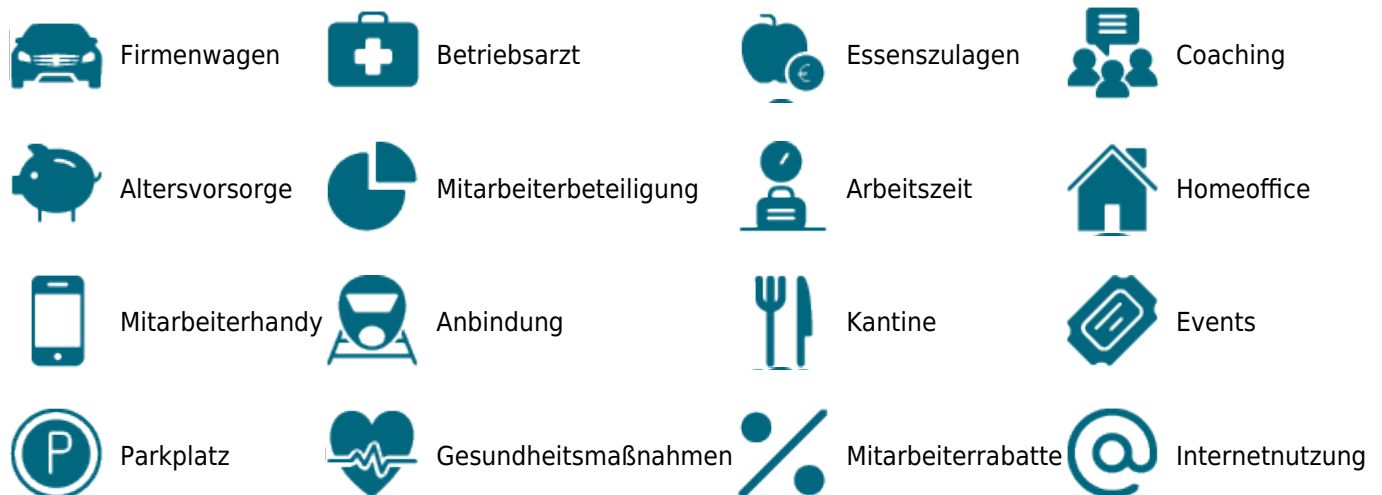 Firmenwagen Betriebsarzt Essenszulagen Coaching
Altersvorsorge Mitarbeiterbeteiligung Arbeitszeit Homeoffice
Mitarbeiterhandy Anbindung Kantine Events
P Parkplatz Gesundheitsmaßnahmen Mitarbeiterrabatte Internetnutzung